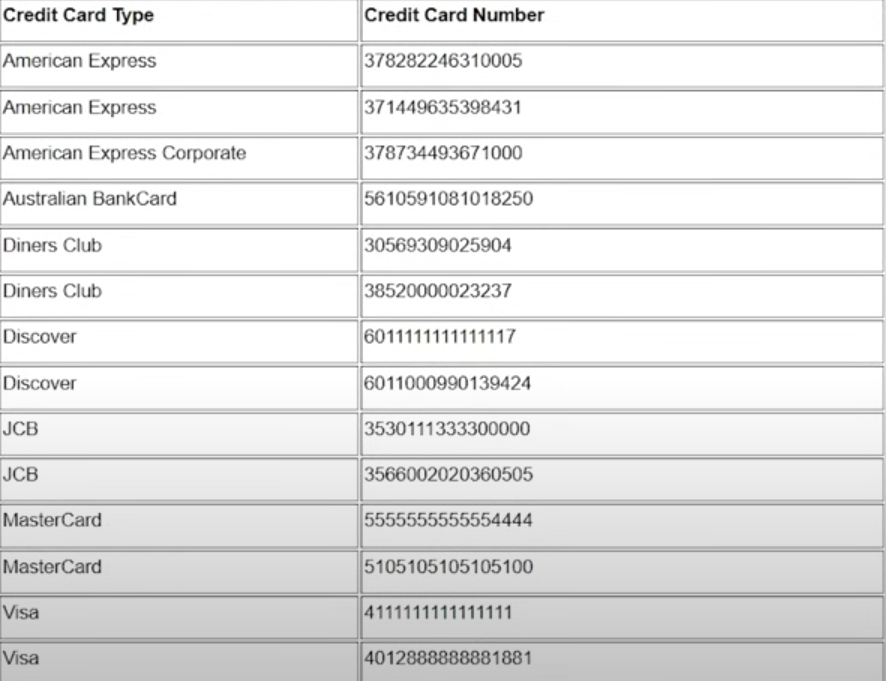 Credit Card Type Credit Card Number
American Express 378282246310005
American Express 371449635398431
American Express Corporate 378734493671000
Australian BankCard 5610591081018250
Diners Club 30569309025904
Diners Club 38520000023237
Discover 6011111111111117
Discover 6011000990139424
JCB 3530111333300000
JCB 3566002020360505
MasterCard 5555555555554444
MasterCard 5105105105105100
Visa 4111111111111111
Visa 4012888888881881